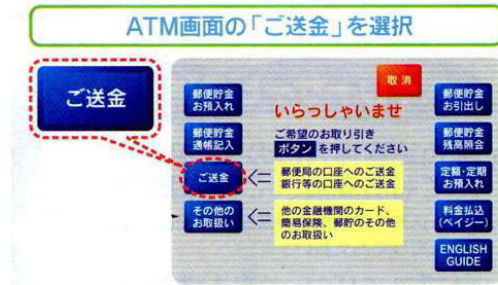 ATM画面の「ご送金」を選択
ご送金
取消
郵便貯金
お預入れ
いらっしゃいませ
郵便貯金
お引出し
郵便貯金
通帳記入
ご希望のお取り引き
ボタン を押してください
郵便貯金
残高照会
ご送金
郵便局の口座へのご送金
銀行等の口座へのご送金
定額・定期
お預入れ
その他の
お取扱い
他の金融機関のカード、
簡易保険、郵貯のその他
のお取扱い
料金払込
(ペイジー)
ENGLISH
GUIDE